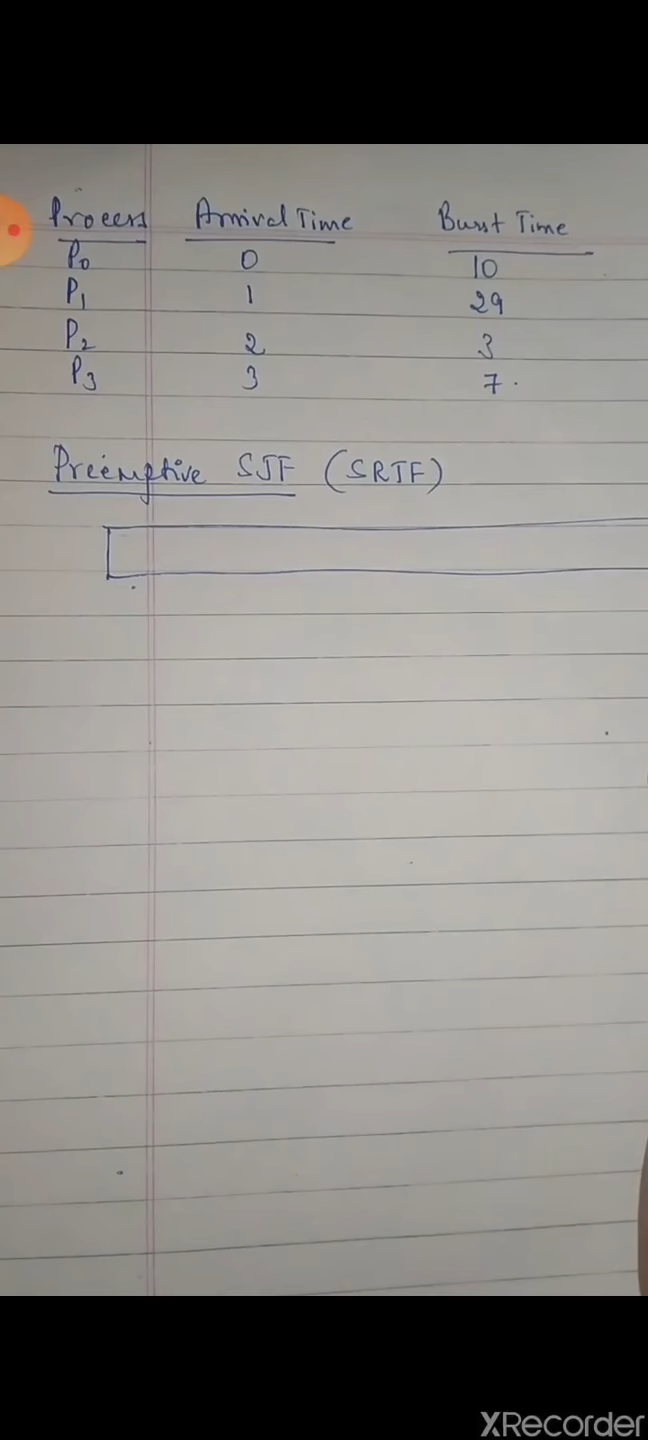 Process Arrival Time Burst Time
P0 0 10
P1 1 29
P2 2 3
P3 3 7.
Preemptive SJF (SRTF)
XRecorder